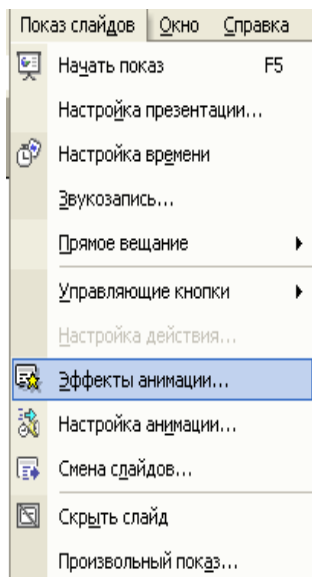 Показ слайдов Окно Справка
Начать показ F5
Настройка презентации...
Настройка времени
Звукозапись...
Прямое вещание
Управляющие кнопки
Настройка действия...
Эффекты анимации...
Настройка анимации...
Смена слайдов...
Скрыть слайд
Произвольный показ...